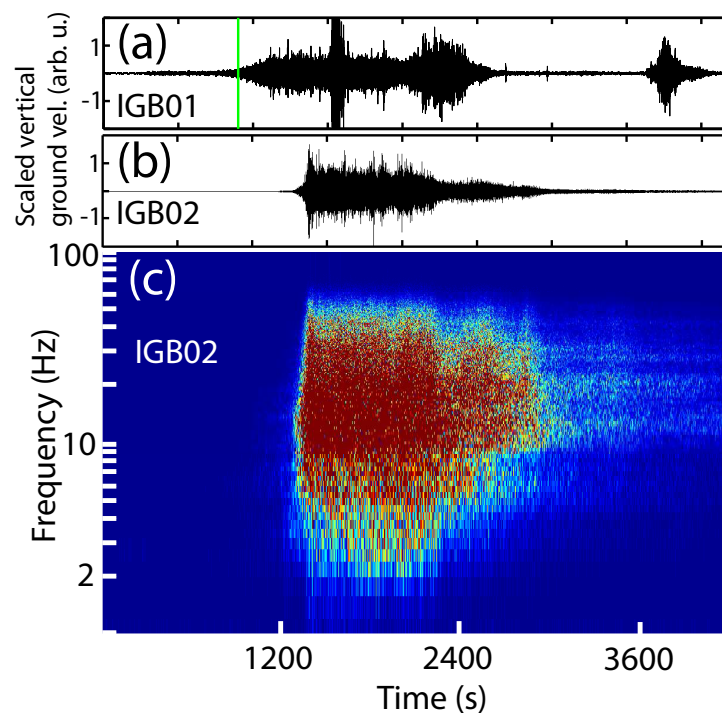 Scaled vertical
ground vel. (arb. u.)
(a)
1
-1
IGB01
(b)
1
-1
IGB02
(c)
100
10
2
IGB02
Frequency (Hz)
1200 2400 3600
Time (s)